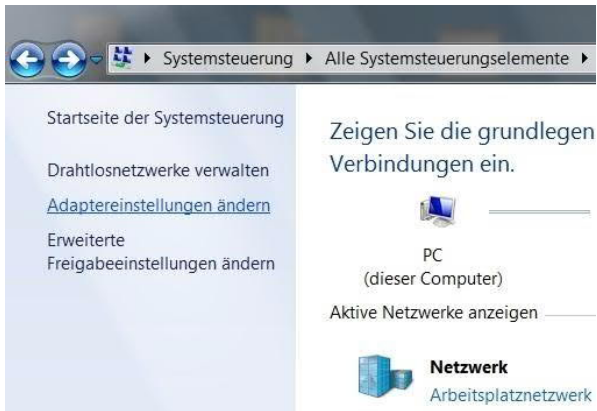 Systemsteuerung Alle Systemsteuerungselemente
Startseite der Systemsteuerung
Drahtlosnetzwerke verwalten
Adaptereinstellungen ändern
Erweiterte
Freigabeeinstellungen ändern
Zeigen Sie die grundlegen
Verbindungen ein.
PC
(dieser Computer)
Aktive Netzwerke anzeigen
Netzwerk
Arbeitsplatznetzwerk